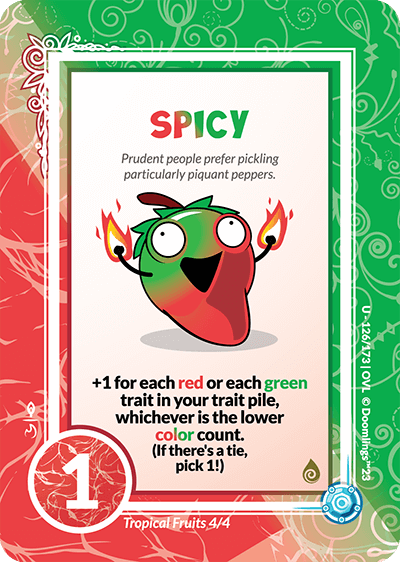 SPICY
Prudent people prefer pickling
particularly piquant peppers.
+1 for each red or each green
trait in your trait pile,
whichever is the lower
color count.
(If there's a tie,
pick 1!)
1
Tropical Fruits 4/4
U - 126/173 | OVL © Doomlings™ 23